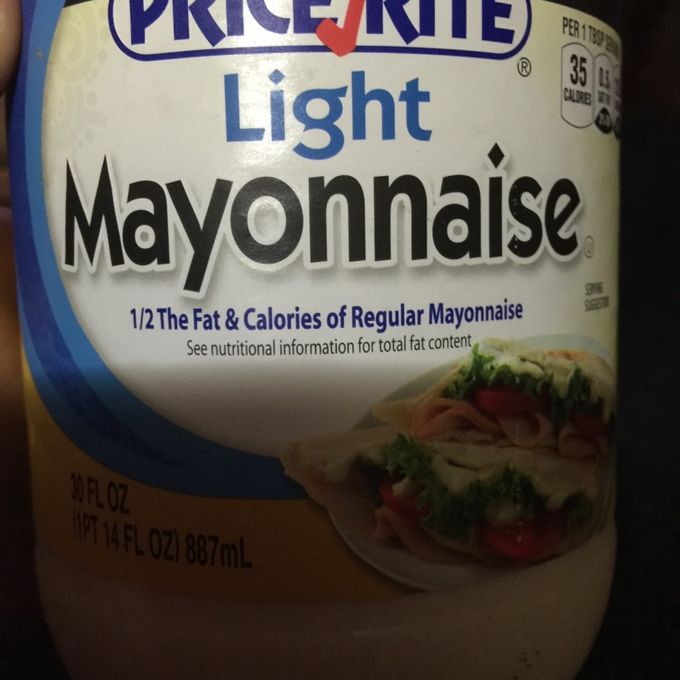 PRICE RITE
®
PER 1 TBSP
35
CALORIES
0.5
Light
Mayonnaise
SERVING
SUGGESTION
1/2 The Fat & Calories of Regular Mayonnaise
See nutritional information for total fat content
30 FL OZ
(1PT 14 FL OZ) 887mL